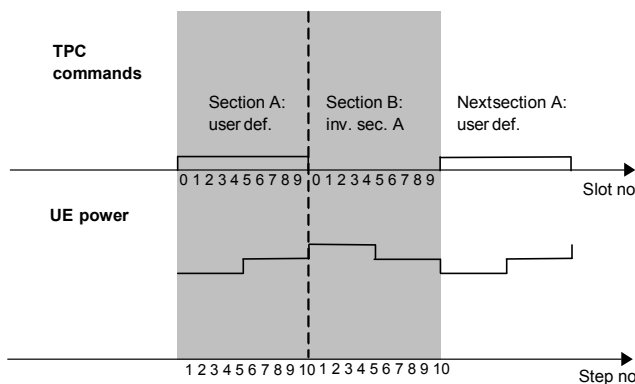 TPC
commands
Section A:
user def.
Section B:
inv. sec. A
Nextsection A:
user def.
0 1 2 3 4 5 6 7 8 9 0 1 2 3 4 5 6 7 8 9
Slot no
UE power
1 2 3 4 5 6 7 8 9 10 1 2 3 4 5 6 7 8 9 10
Step no